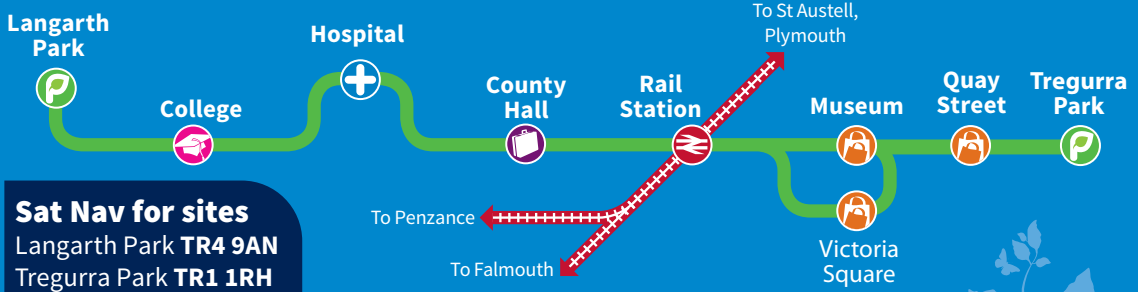 Langarth
Park
College
Hospital
County
Hall
Rail
Station
To St Austell,
Plymouth
Museum
Quay
Street
Tregurra
Park
To Penzance
To Falmouth
Victoria
Square
Sat Nav for sites
Langarth Park TR4 9AN
Tregurra Park TR1 1RH